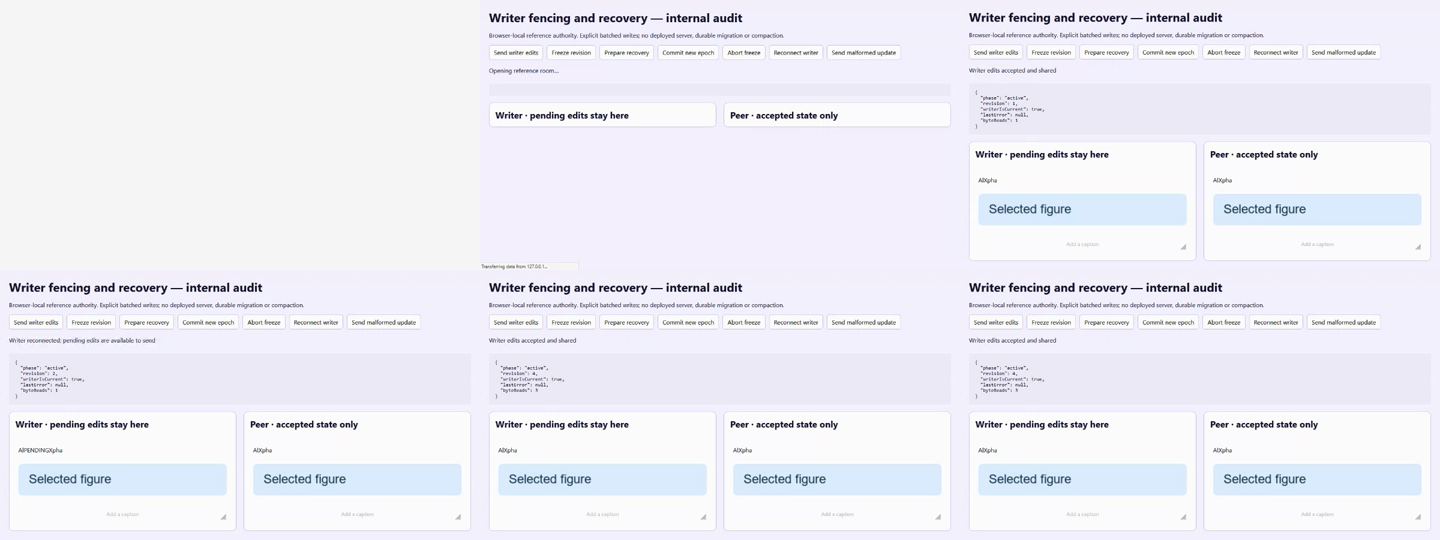 Writer fencing and recovery — internal audit
Browser-local reference authority. Explicit batched writes; no deployed server, durable migration or compaction.
Send writer edits Freeze revision Prepare recovery Commit new epoch Abort freeze Reconnect writer Send malformed update
Opening reference room…
Writer · pending edits stay here
Peer · accepted state only
Transferring data from 127.0.0.1…
Writer fencing and recovery — internal audit
Browser-local reference authority. Explicit batched writes; no deployed server, durable migration or compaction.
Send writer edits Freeze revision Prepare recovery Commit new epoch Abort freeze Reconnect writer Send malformed update
Writer edits accepted and shared
{
"phase": "active",
"revision": 1,
"writerIsCurrent": true,
"lastError": null,
"byteReads": 1
}
Writer · pending edits stay here
AlXpha
Selected figure
Add a caption
Peer · accepted state only
AlXpha
Selected figure
Add a caption
Writer fencing and recovery — internal audit
Browser-local reference authority. Explicit batched writes; no deployed server, durable migration or compaction.
Send writer edits Freeze revision Prepare recovery Commit new epoch Abort freeze Reconnect writer Send malformed update
Writer reconnected; pending edits are available to send
{
"phase": "active",
"revision": 2,
"writerIsCurrent": true,
"lastError": null,
"byteReads":
}
Writer · pending edits stay here
AlPENDINGXpha
Selected figure
Add a caption
Peer · accepted state only
AlXpha
Selected figure
Add a caption
Writer fencing and recovery — internal audit
Browser-local reference authority. Explicit batched writes; no deployed server, durable migration or compaction.
Send writer edits Freeze revision Prepare recovery Commit new epoch Abort freeze Reconnect writer Send malformed update
Writer edits accepted and shared
{
"phase": "active",
"revision": 4,
"writerIsCurrent": true,
"lastError": null,
"byteReads":
}
Writer · pending edits stay here
AlXpha
Selected figure
Add a caption
Peer · accepted state only
AlXpha
Selected figure
Add a caption
Writer fencing and recovery — internal audit
Browser-local reference authority. Explicit batched writes; no deployed server, durable migration or compaction.
Send writer edits Freeze revision Prepare recovery Commit new epoch Abort freeze Reconnect writer Send malformed update
Writer edits accepted and shared
{
"phase": "active",
"revision": 4,
"writerIsCurrent": true,
"lastError": null,
"byteReads":
}
Writer · pending edits stay here
AlXpha
Selected figure
Add a caption
Peer · accepted state only
AlXpha
Selected figure
Add a caption